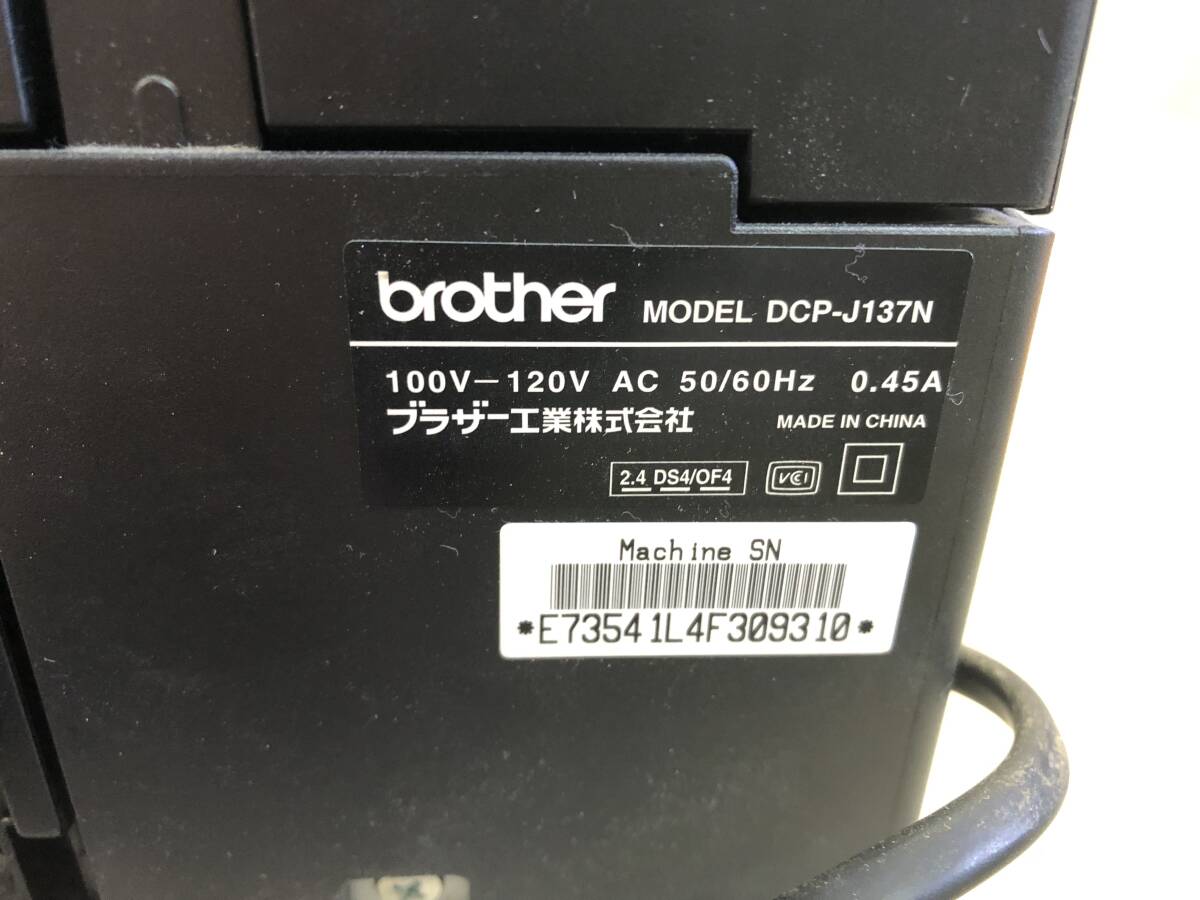 brother MODEL DCP-J137N
100V－120V AC 50/60Hz 0.45A
ブラザー工業株式会社 MADE IN CHINA
2.4 DS4/OF4 VCCI
Machine SN
*E73541L4F309310*